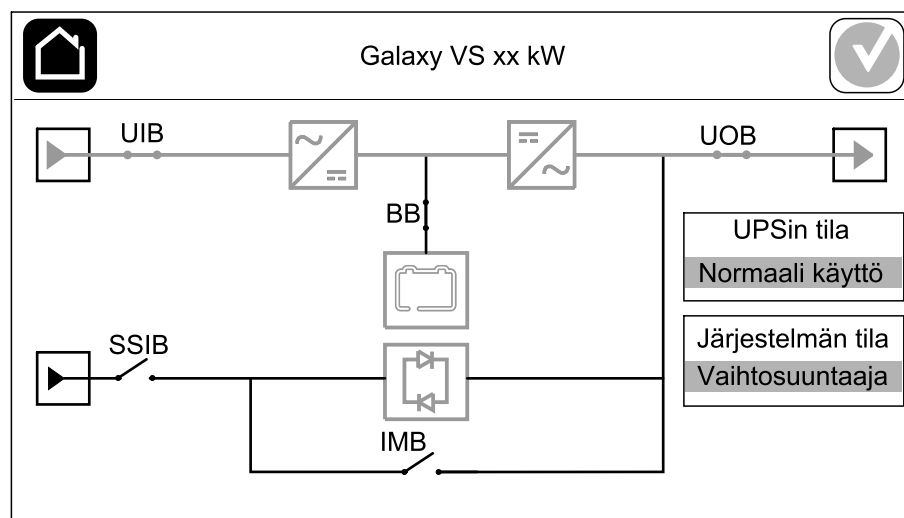 Galaxy VS xx kW
UIB
UOB
BB
UPSin tila
Normaali käyttö
SSIB
Järjestelmän tila
Vaihtosuuntaaja
IMB